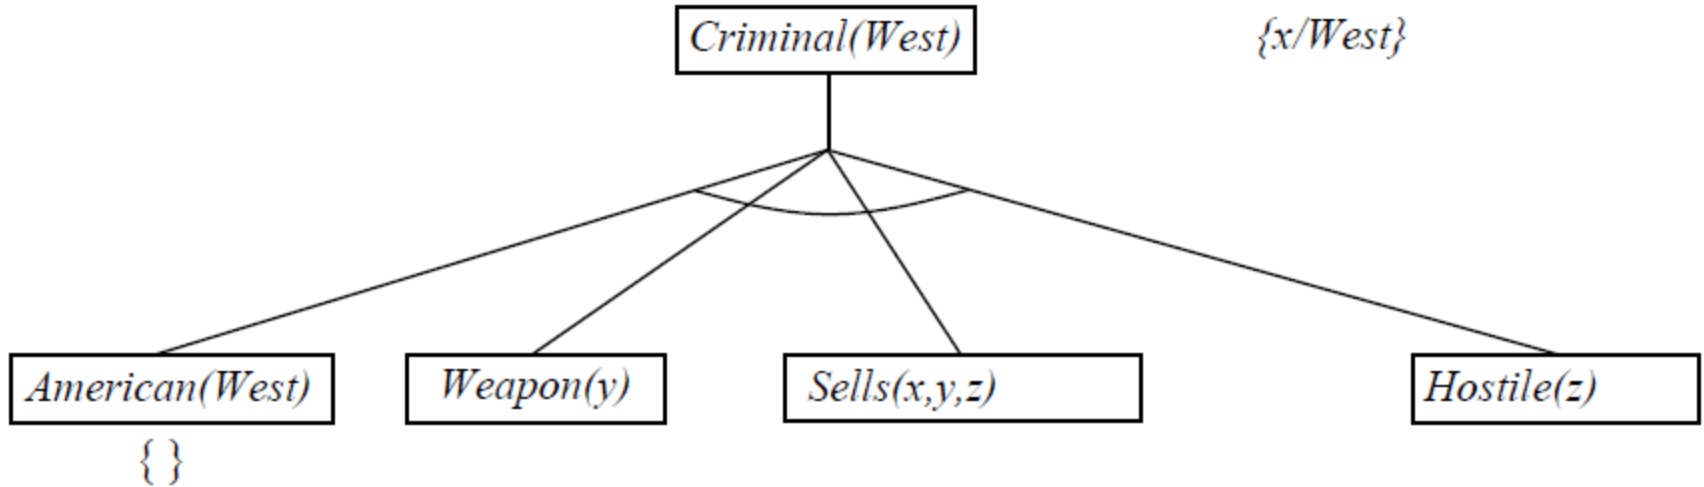 Criminal(West)
{x/West}
American(West)
Weapon(y)
Sells(x,y,z)
Hostile(z)
{ }